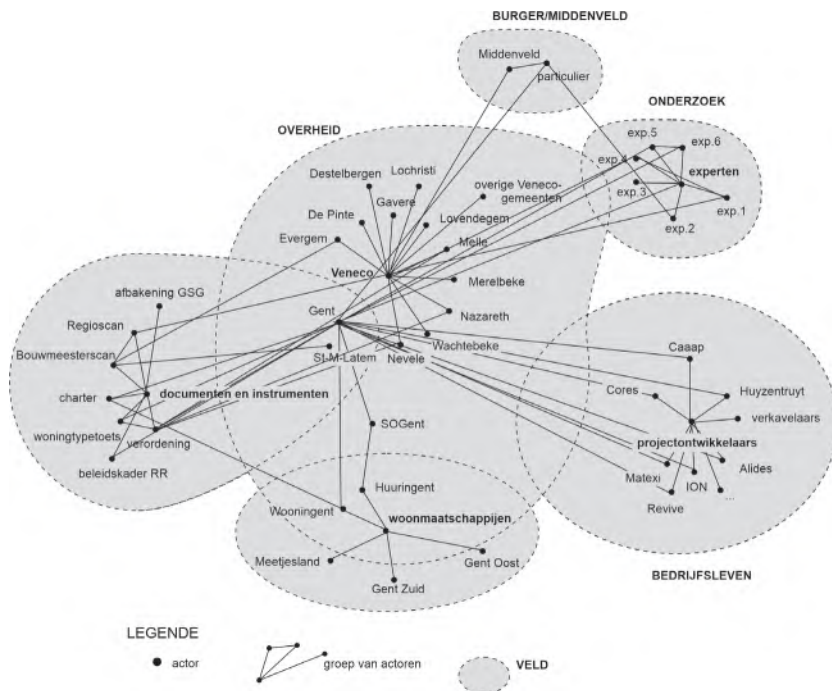 BURGER/MIDDENVELD
Middenveld
particulier
ONDERZOEK
exp.5
exp.6
exp.4
experten
exp.3
exp.1
exp.2
OVERHEID
Destelbergen
Lochristi
overige Veneco-
gemeenten
Gavere
De Pinte
Lovendegem
Evergem
Melle
Veneco
Merelbeke
afbakening GSG
Gent
Nazareth
Regioscan
Wachtebeke
Bouwmeesterscan
St-M-Latem
Nevele
Caaap
charter
documenten en instrumenten
Cores
Huyzentruyt
woningtypetoets
verordening
SOGent
verkavelaars
projectontwikkelaars
beleidskader RR
Matexi
Alides
ION
...
Revive
Huuringent
Wooningent
woonmaatschappijen
Meetjesland
Gent Oost
Gent Zuid
BEDRIJFSLEVEN
LEGENDE
actor
groep van actoren
VELD